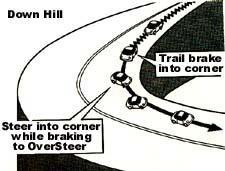 Down Hill
Trail brake
into corner
Steer into corner
while braking
to OverSteer